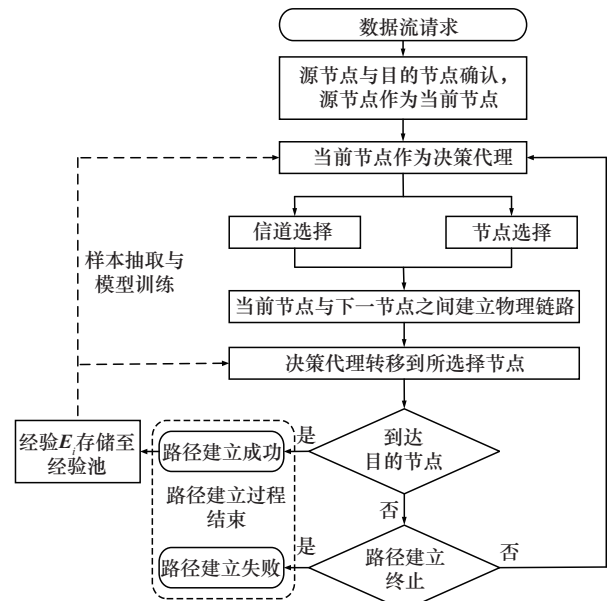 数据流请求
源节点与目的节点确认，
源节点作为当前节点
当前节点作为决策代理
信道选择
节点选择
样本抽取与
模型训练
当前节点与下一节点之间建立物理链路
决策代理转移到所选择节点
经验Ei存储至
经验池
路径建立成功
是
到达
目的节点
路径建立过程
结束
否
路径建立失败
是
路径建立
终止
否